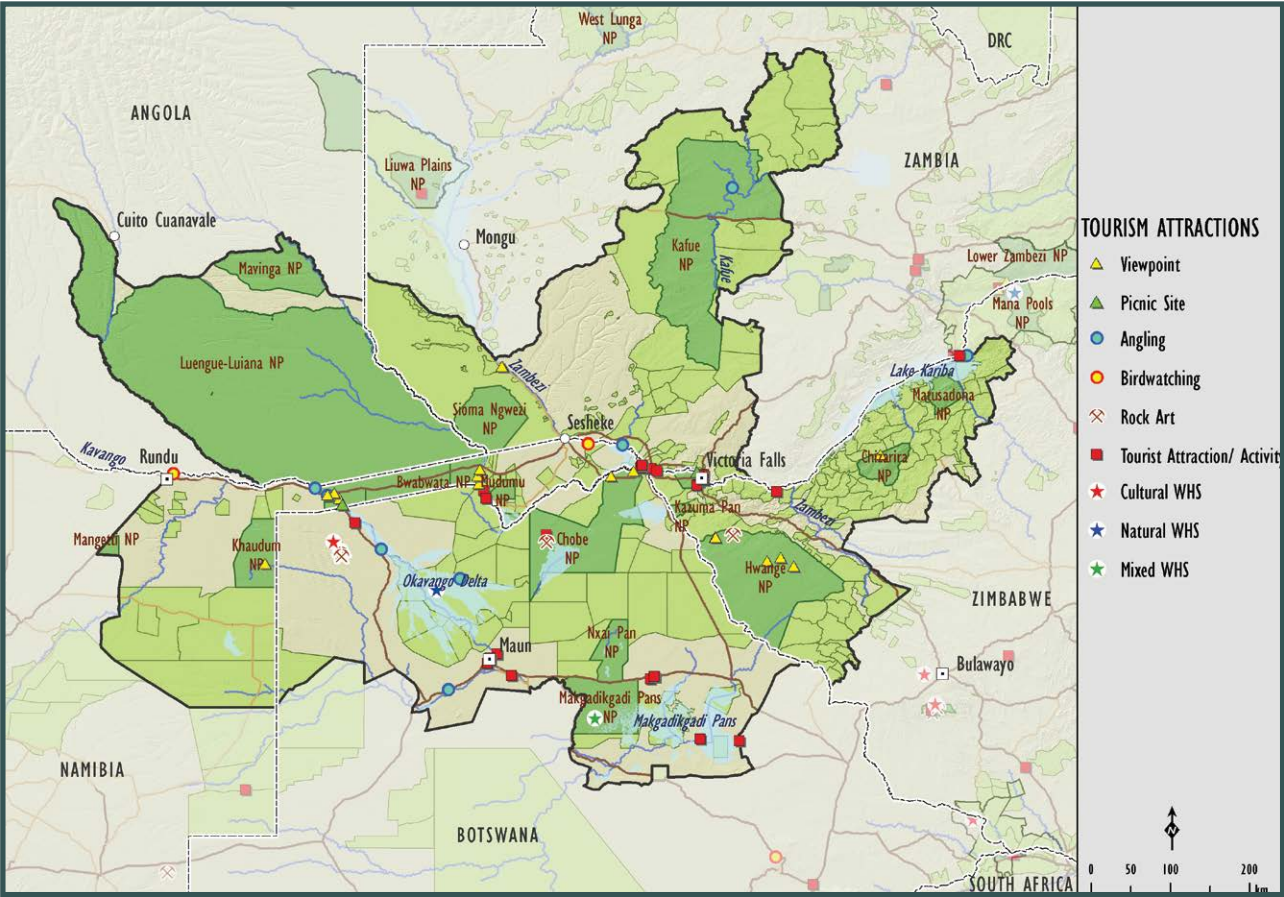 West Lunga
NP
DRC
ANGOLA
ZAMBIA
Liuwa Plains
NP
Cuito Cuanavale
Mongu
Kafue
NP
Kafue
Mavinga NP
Lower Zambezi NP
Mana Pools
NP
Luengue-Luiana NP
Zambezi
Lake Kariba
Matusadona
NP
Sioma Ngwezi
NP
Sesheke
Kavango
Rundu
Victoria Falls
Chizarira
NP
Bwabwata NP
Mudumu
NP
Kazuma Pan
NP
Zambezi
Mangetti NP
Khaudum
NP
Chobe
NP
Okavango Delta
Hwange
NP
ZIMBABWE
Nxai Pan
NP
Maun
Bulawayo
Makgadikgadi Pans
NP
Makgadikgadi Pans
NAMIBIA
BOTSWANA
SOUTH AFRICA
TOURISM ATTRACTIONS
Viewpoint
Picnic Site
Angling
Birdwatching
Rock Art
Tourist Attraction/ Activit
Cultural WHS
Natural WHS
Mixed WHS
N
0 50 100 200
km